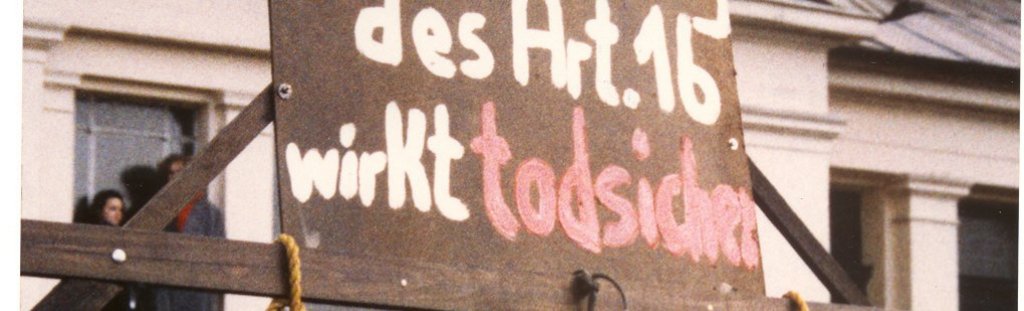 des Art. 16
wirkt todsicher